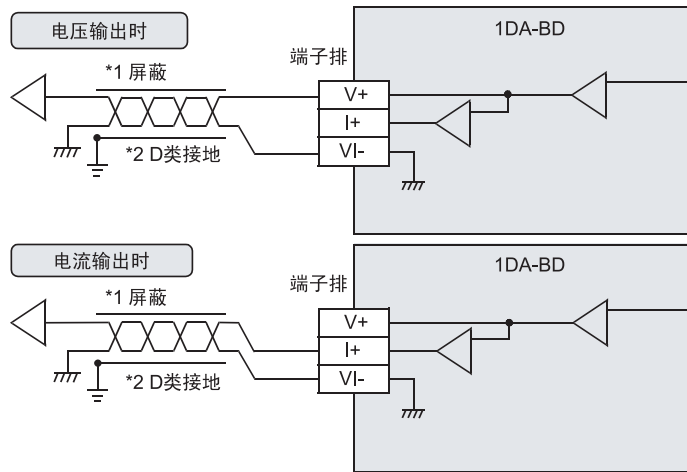 电压输出时
1DA-BD
端子排
*1 屏蔽
V+
I+
VI-
*2 D类接地
电流输出时
1DA-BD
端子排
*1 屏蔽
V+
I+
VI-
*2 D类接地